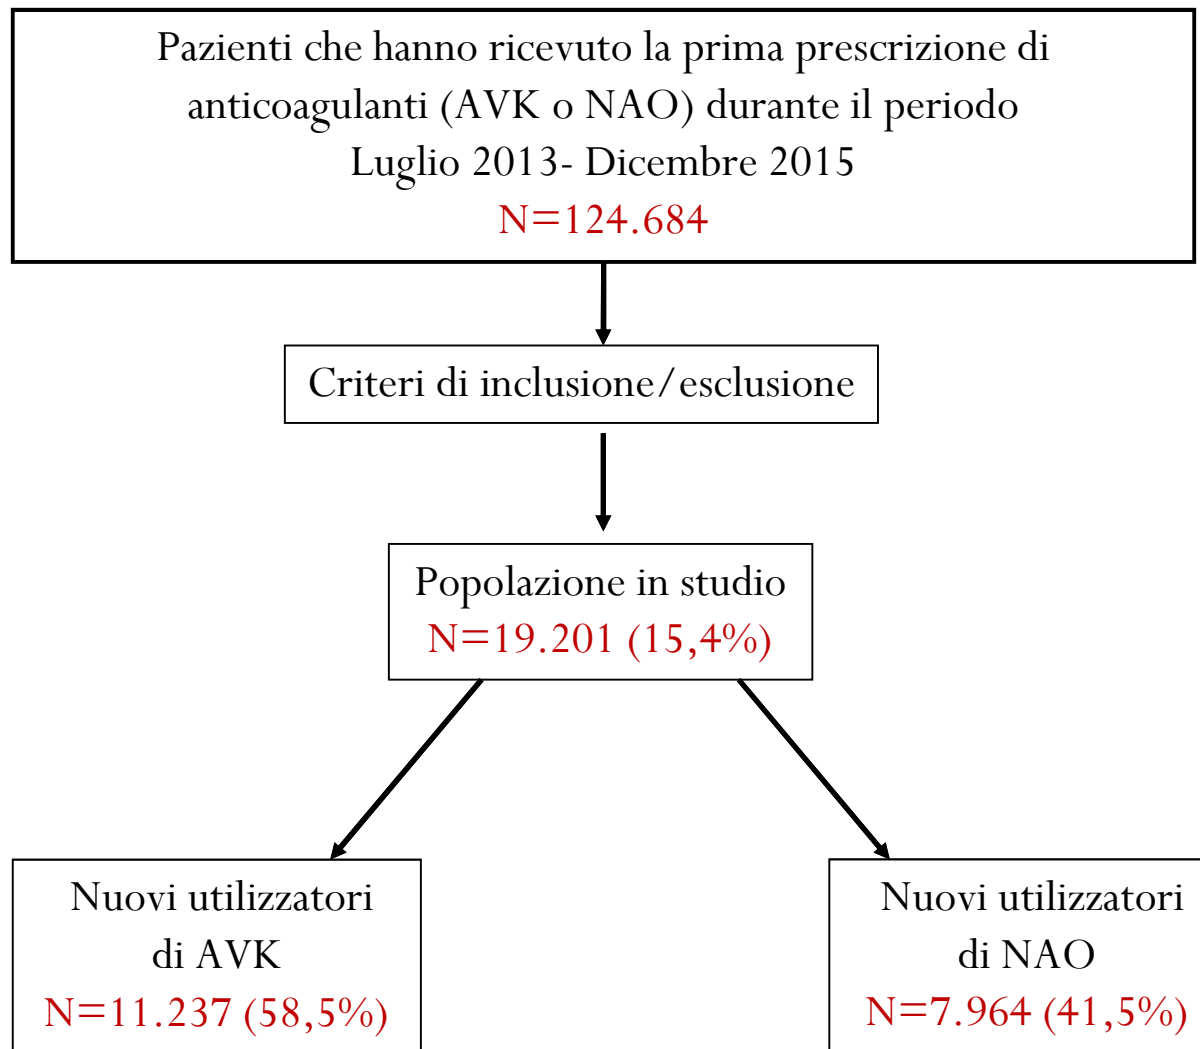 Pazienti che hanno ricevuto la prima prescrizione di
anticoagulanti (AVK o NAO) durante il periodo
Luglio 2013- Dicembre 2015
N=124.684
Criteri di inclusione/esclusione
Popolazione in studio
N=19.201 (15,4%)
Nuovi utilizzatori
di AVK
N=11.237 (58,5%)
Nuovi utilizzatori
di NAO
N=7.964 (41,5%)